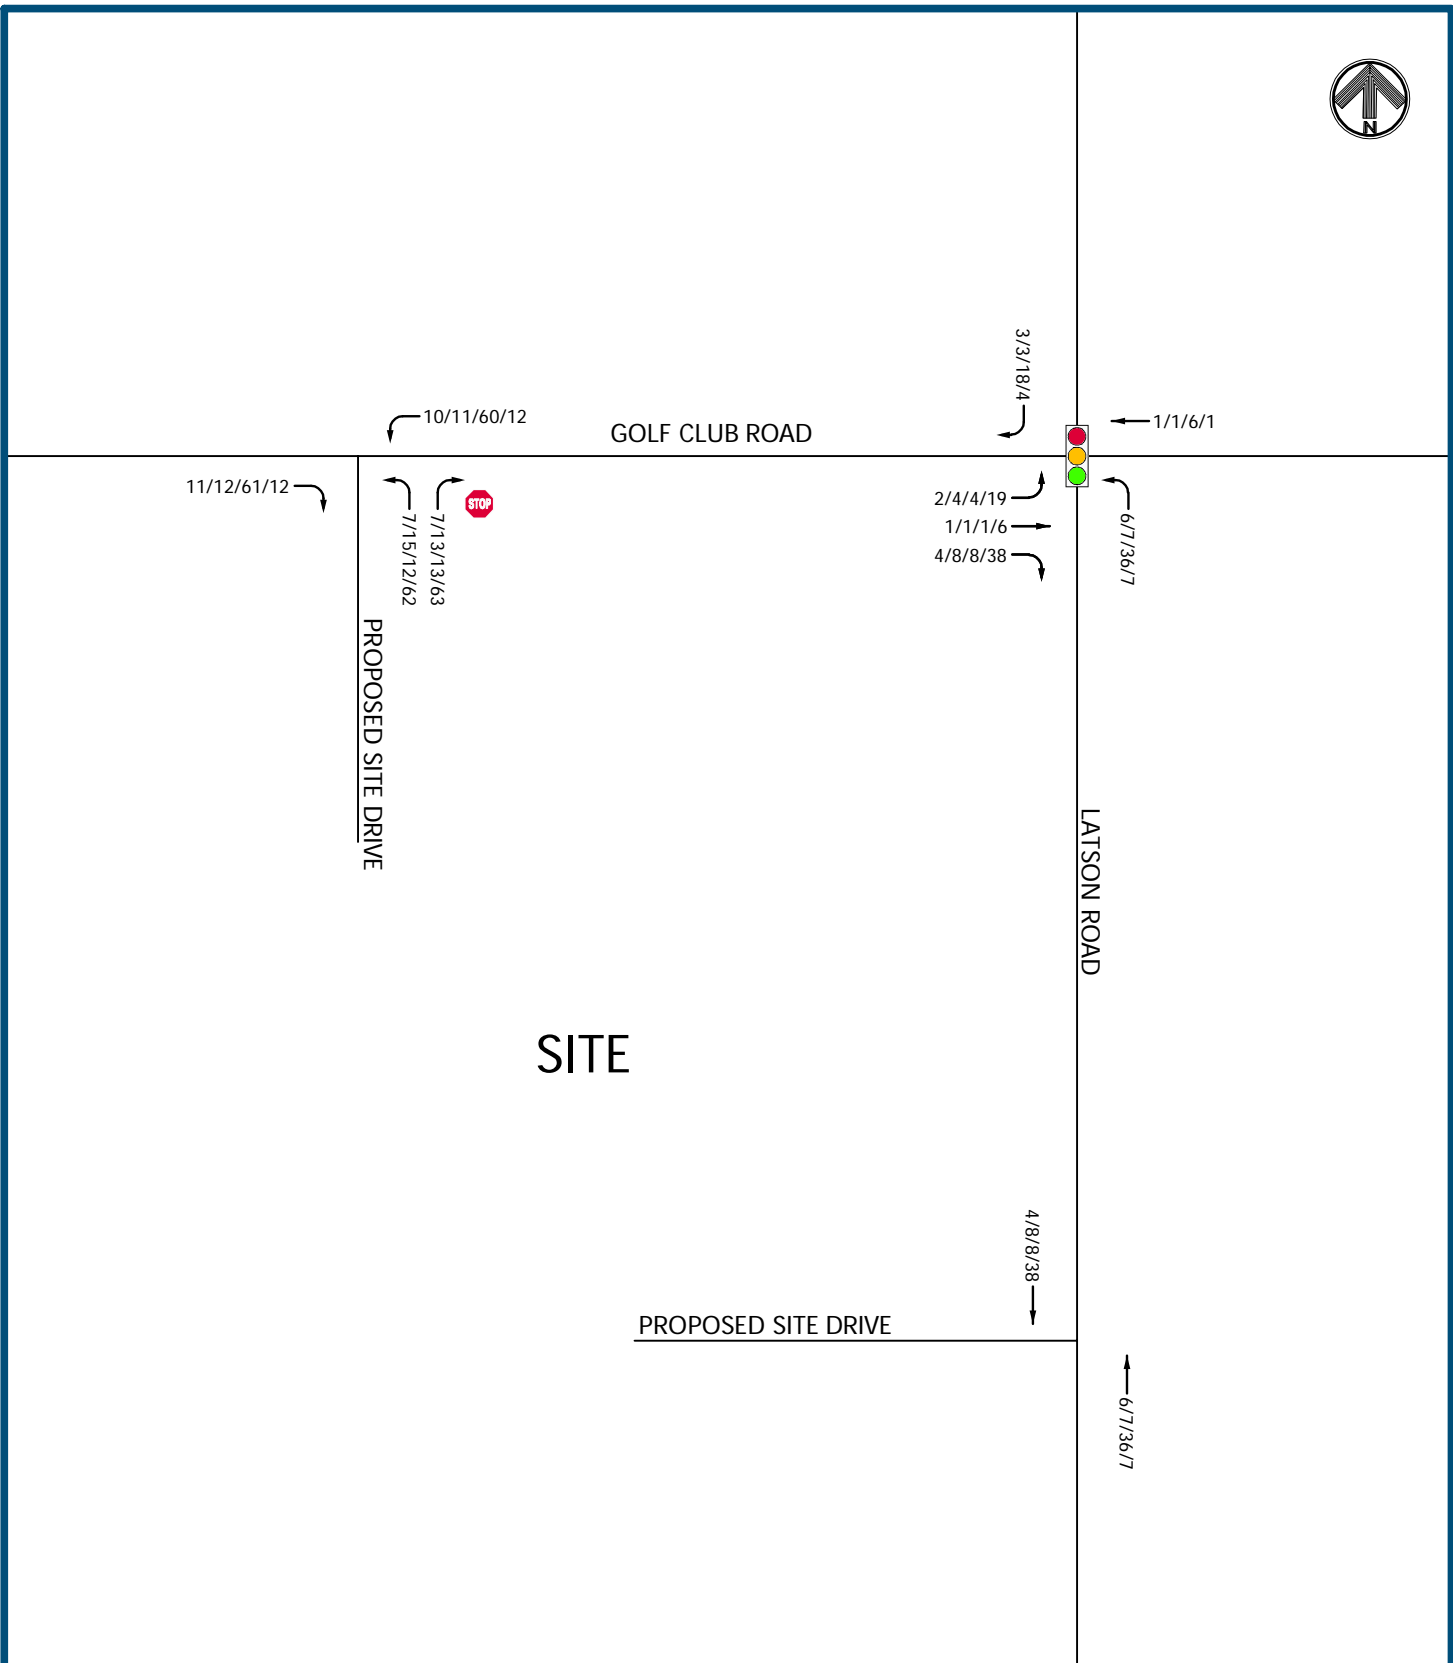 N
3/3/18/4
10/11/60/12
GOLF CLUB ROAD
1/1/6/1
11/12/61/12
STOP
7/15/12/62
7/13/13/63
2/4/4/19
1/1/1/6
4/8/8/38
6/7/36/7
PROPOSED SITE DRIVE
LATSON ROAD
SITE
4/8/8/38
PROPOSED SITE DRIVE
6/7/36/7